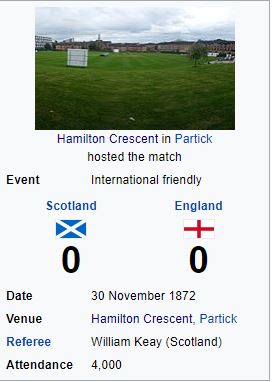 Hamilton Crescent in Partick
hosted the match
Event International friendly
Scotland England
0 0
Date 30 November 1872
Venue Hamilton Crescent, Partick
Referee William Keay (Scotland)
Attendance 4,000